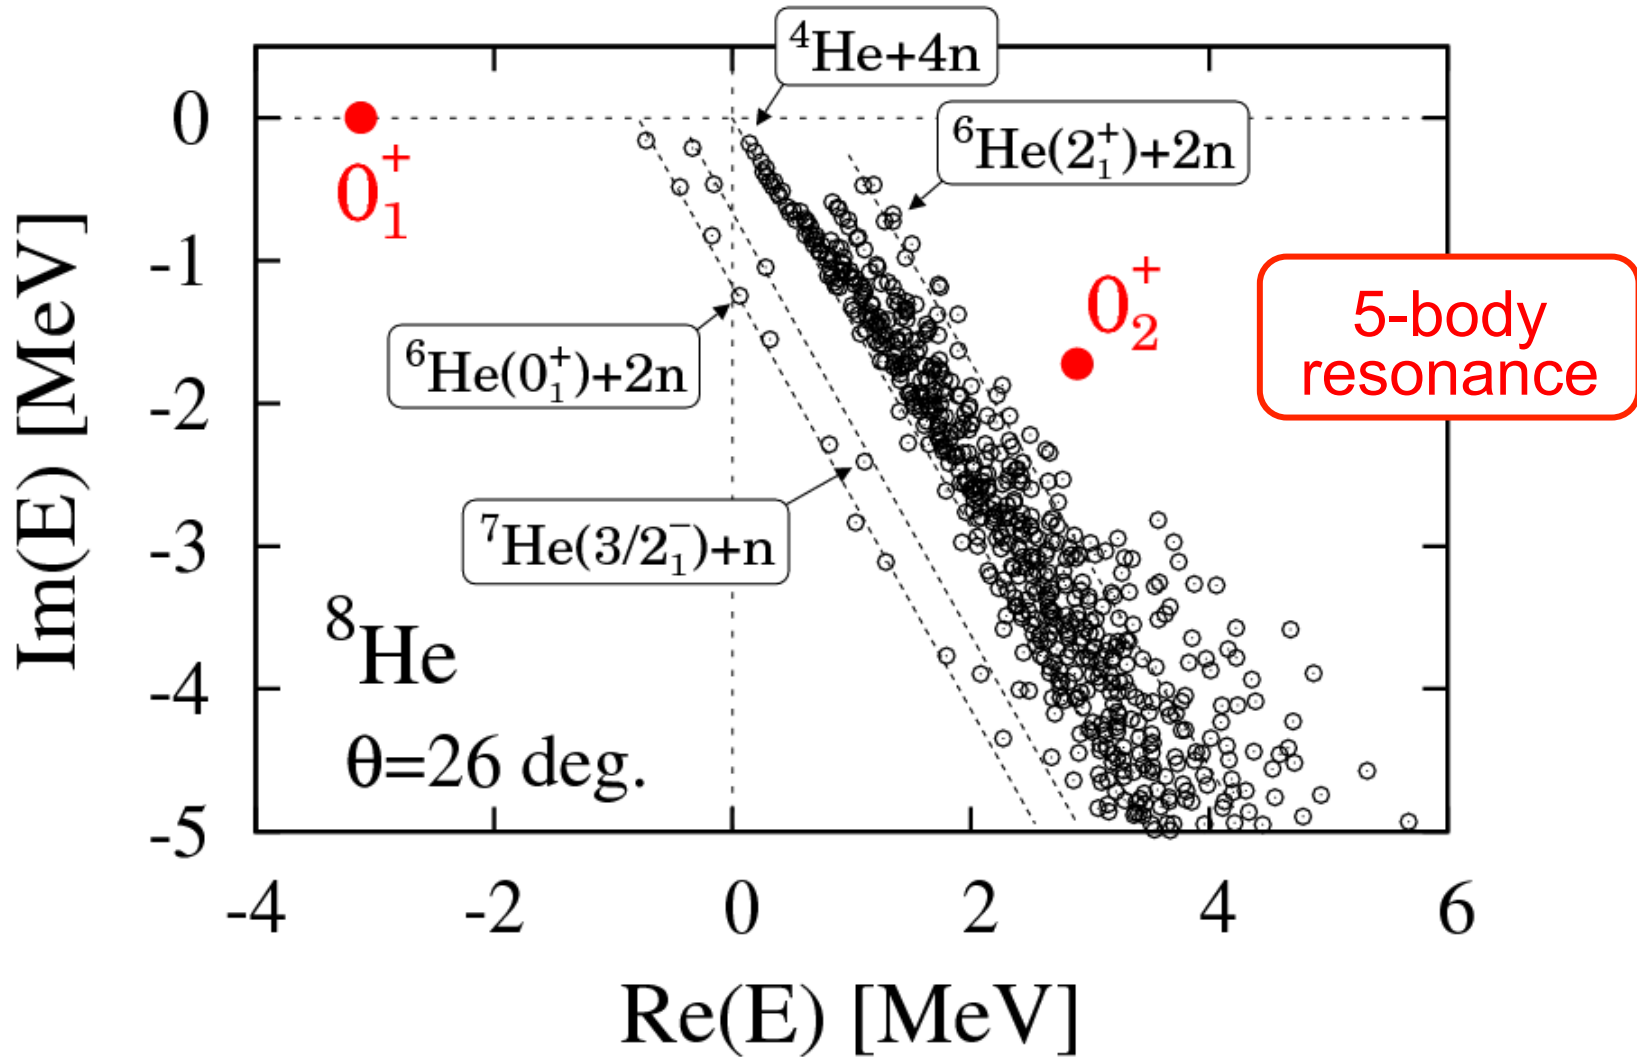 ⁴He+4n
⁶He(2₁⁺)+2n
0₁⁺
0₂⁺
5-body
resonance
⁶He(0₁⁺)+2n
⁷He(3/2₁⁻)+n
⁸He
θ=26 deg.
Im(E) [MeV]
0
-1
-2
-3
-4
-5
-4 -2 0 2 4 6
Re(E) [MeV]